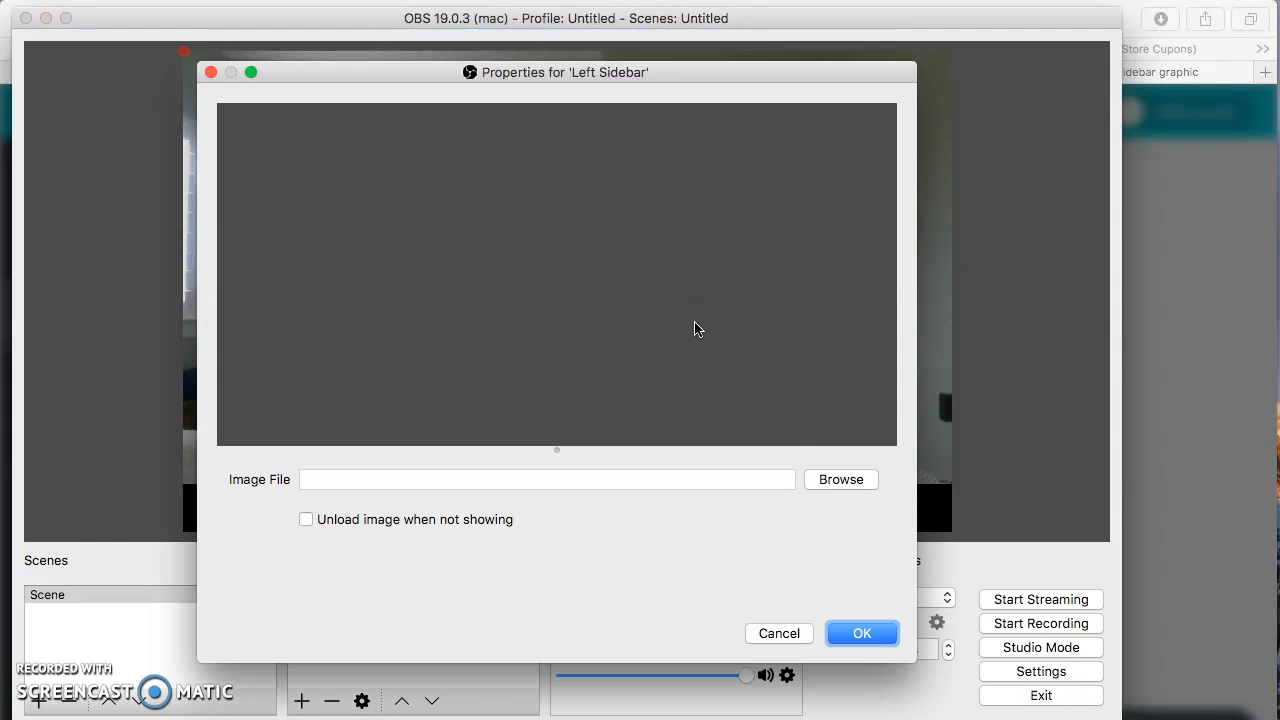 OBS 19.0.3 (mac) - Profile: Untitled - Scenes: Untitled
Store Cupons)
>>
idebar graphic
Properties for 'Left Sidebar'
Image File
Browse
Unload image when not showing
Scenes
s
Scene
Start Streaming
Start Recording
Cancel
OK
Studio Mode
RECORDED WITH
SCREENCAST MATIC
Settings
Exit